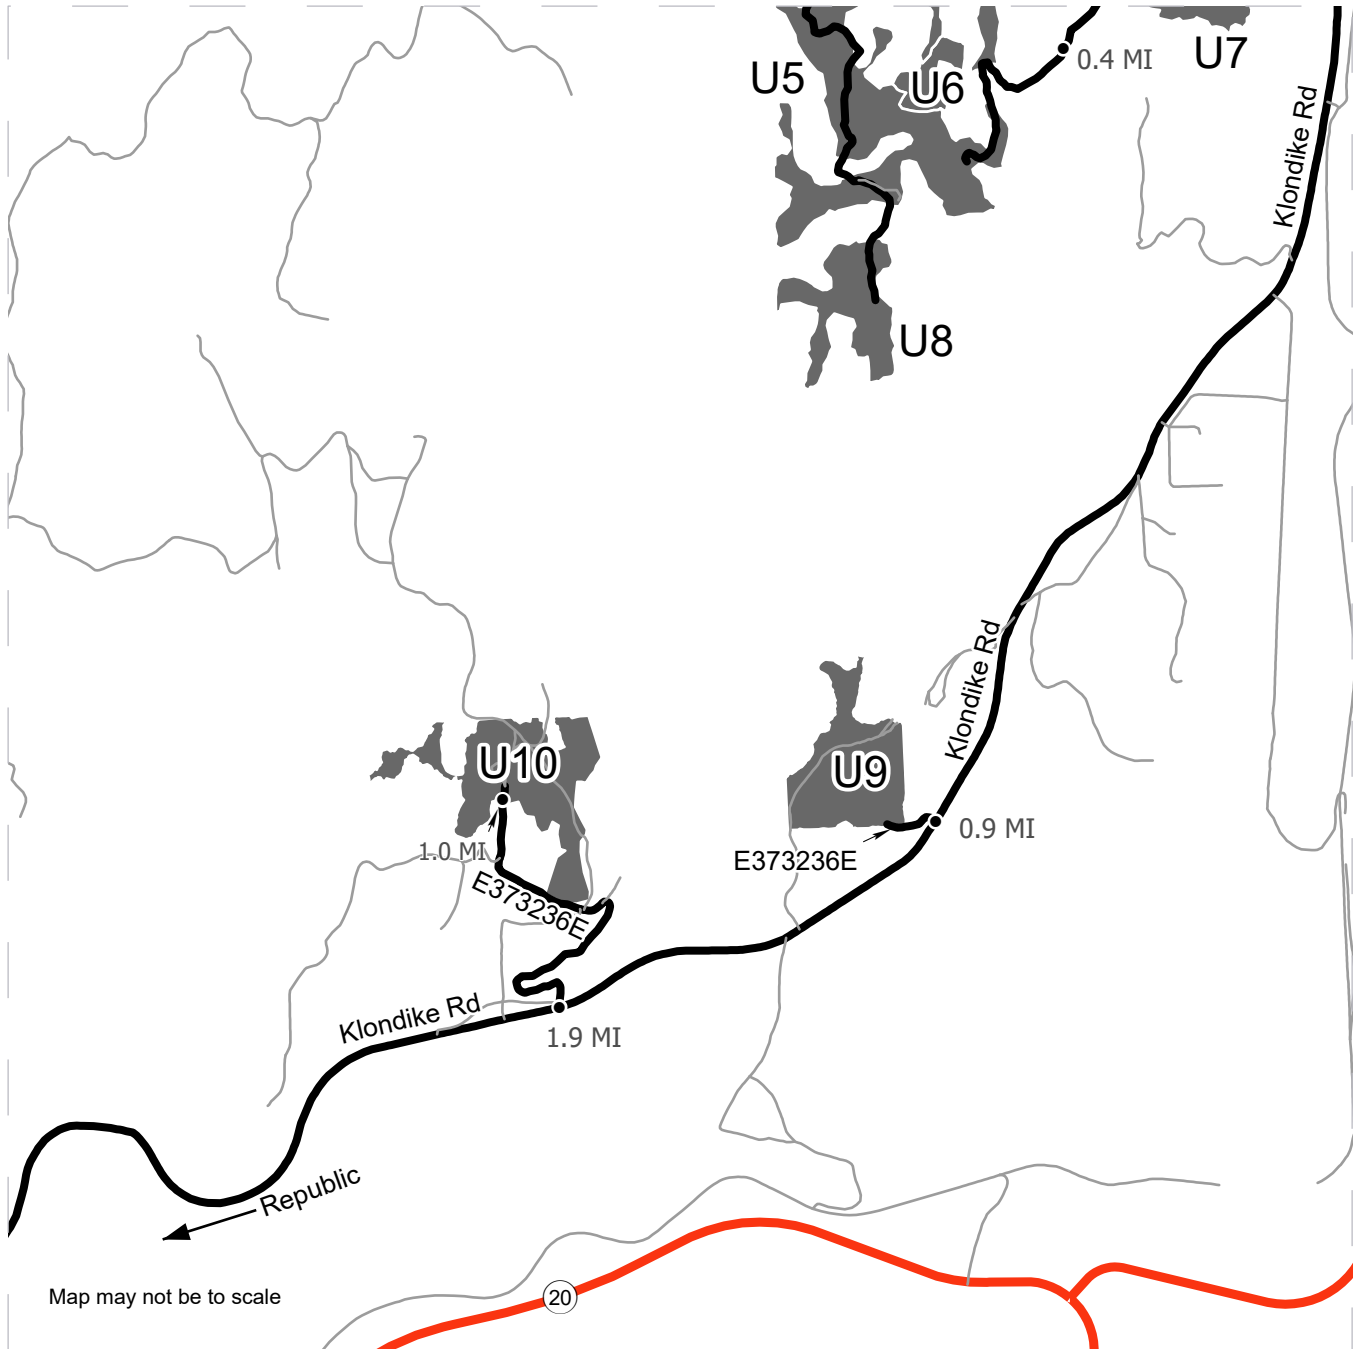 U7
0.4 MI
U5
U6
Klondike Rd
U8
Klondike Rd
U10
U9
0.9 MI
1.0 MI
E373236E
E373236E
Klondike Rd
1.9 MI
Republic
Map may not be to scale
20